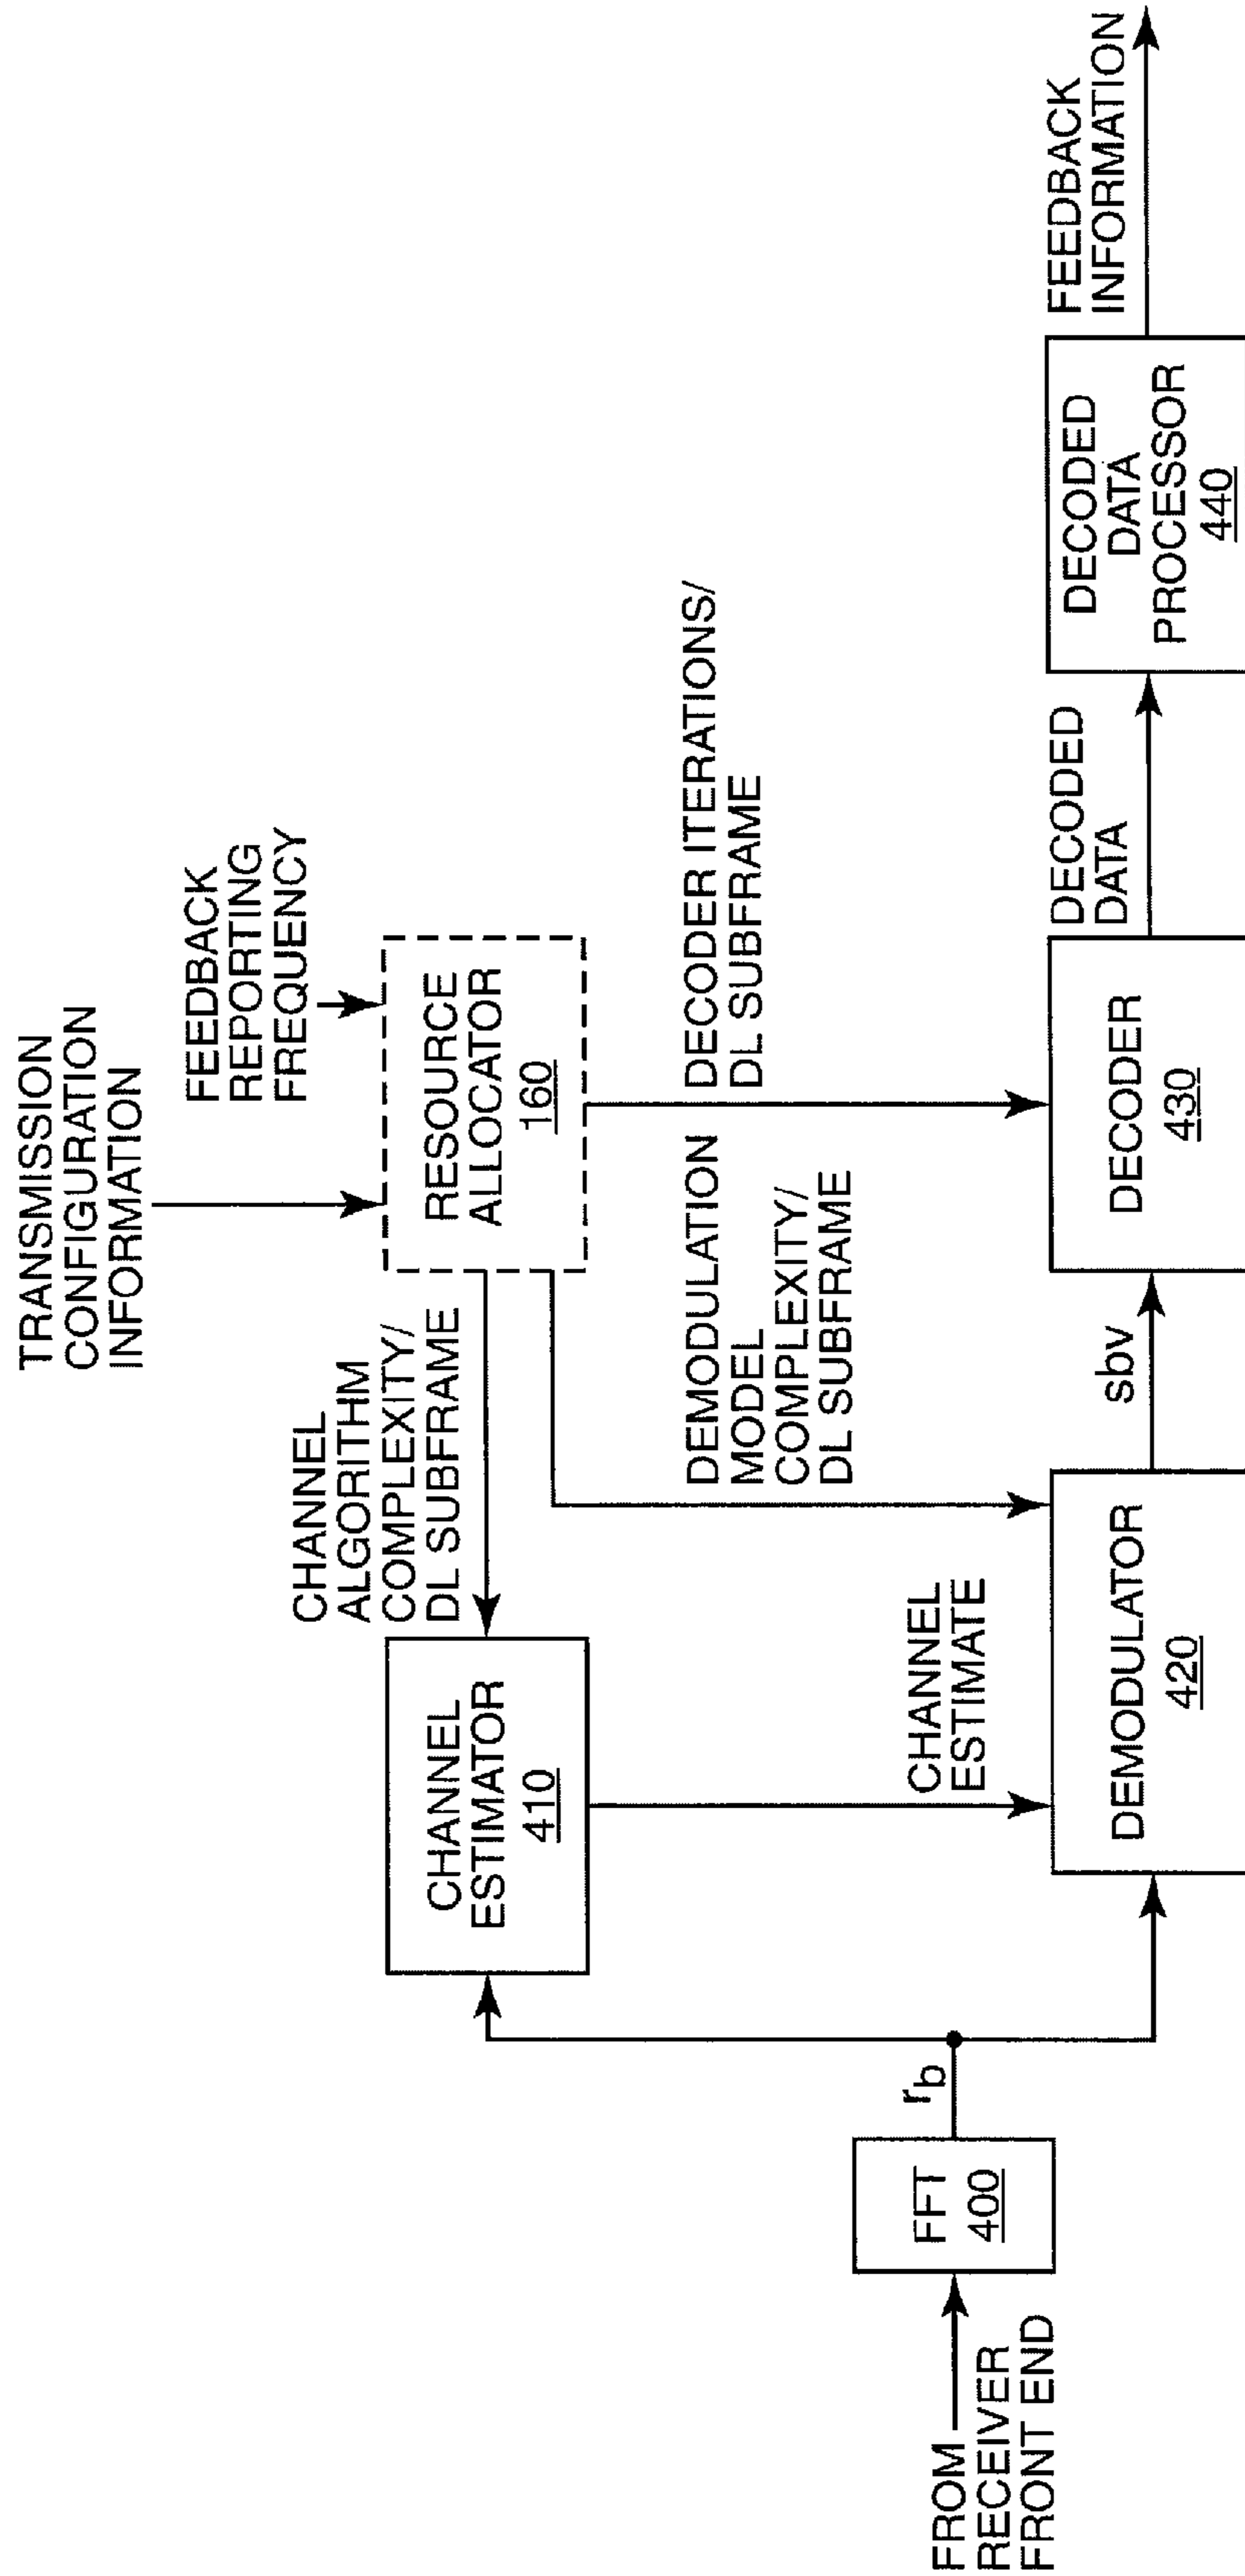 TRANSMISSION
CONFIGURATION
INFORMATION
FEEDBACK
REPORTING
FREQUENCY
RESOURCE
ALLOCATOR
160
CHANNEL
ALGORITHM
COMPLEXITY/
DL SUBFRAME
CHANNEL
ESTIMATOR
410
DEMODULATION
MODEL
COMPLEXITY/
DL SUBFRAME
DECODER ITERATIONS/
DL SUBFRAME
CHANNEL
ESTIMATE
FROM
RECEIVER
FRONT END
FFT
400
rb
DEMODULATOR
420
sbv
DECODER
430
DECODED
DATA
DECODED
DATA
PROCESSOR
440
FEEDBACK
INFORMATION